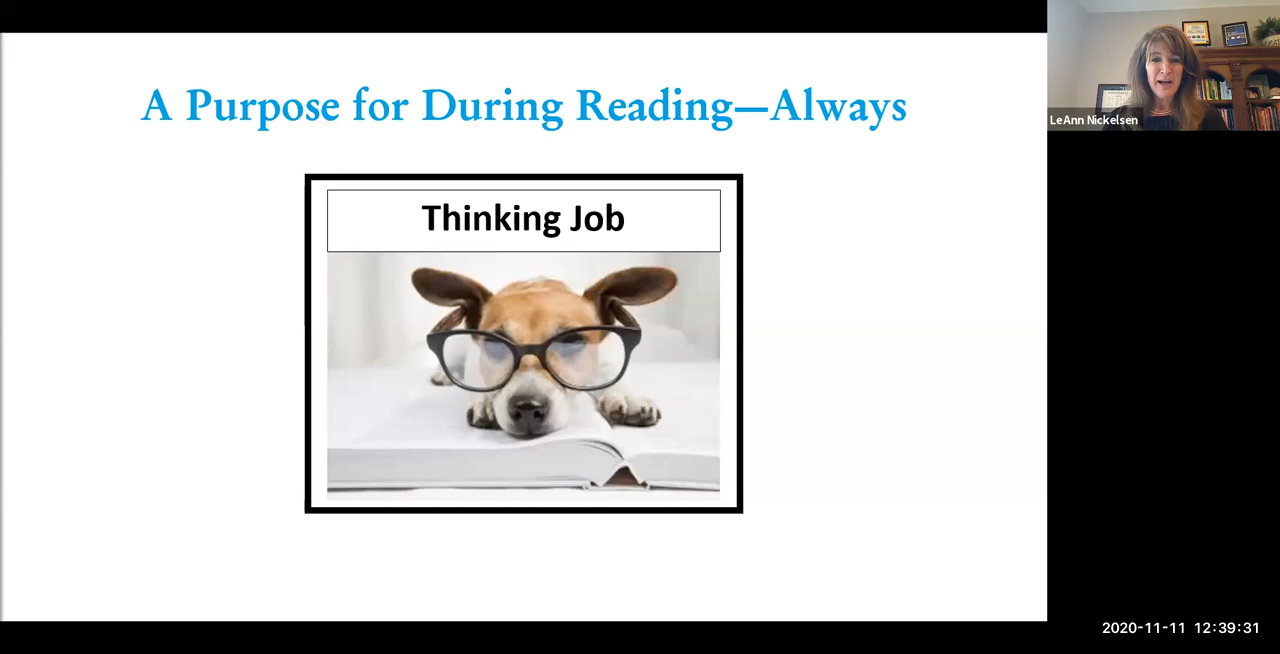 A Purpose for During Reading—Always
Thinking Job
LeAnn Nickelsen
2020-11-11 12:39:31